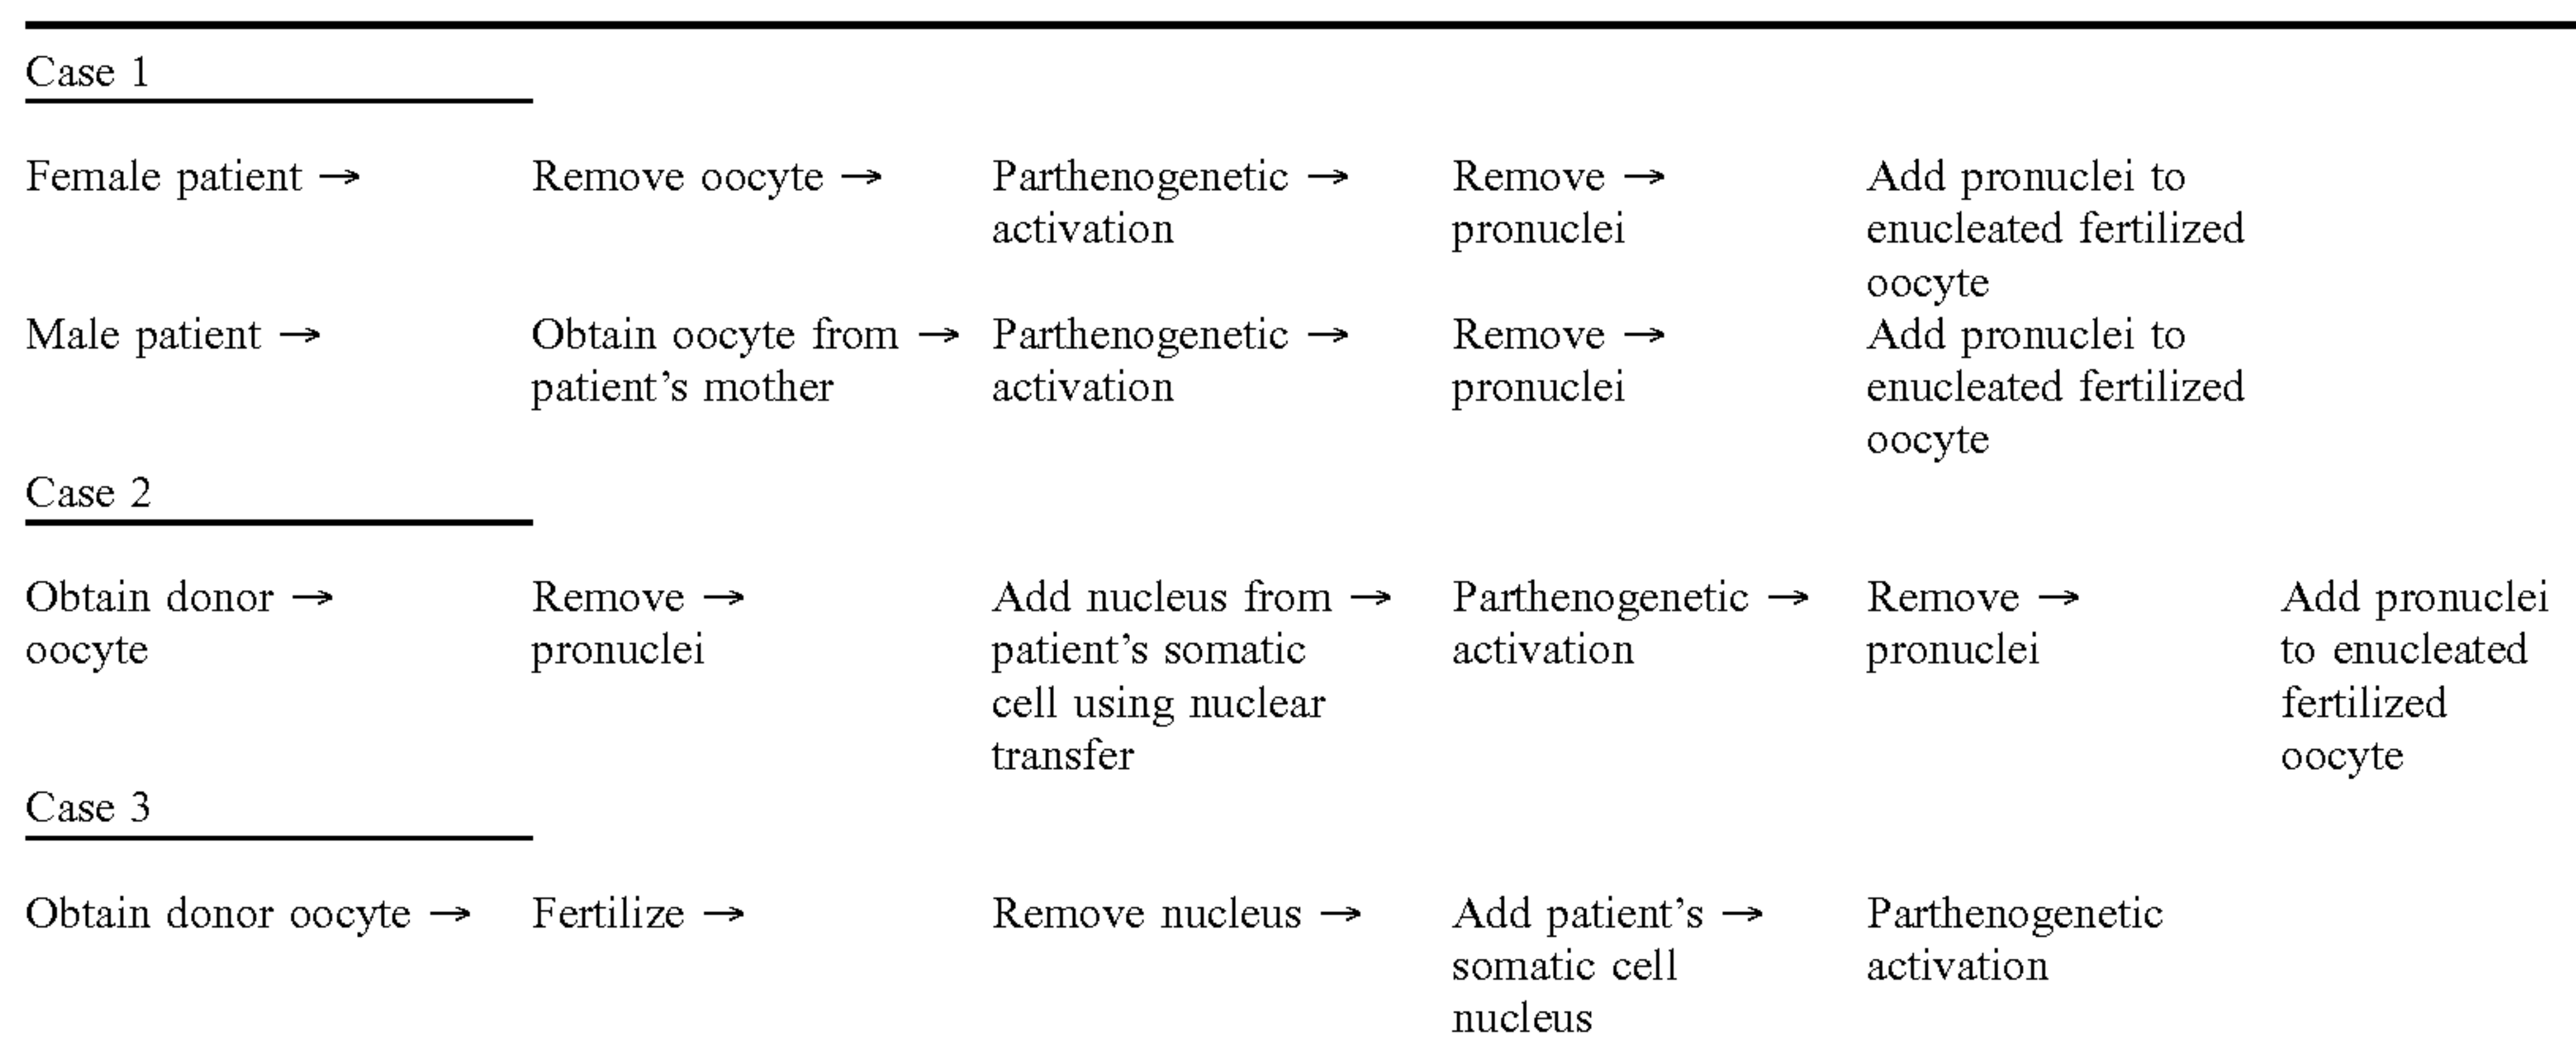 Case 1
Female patient → Remove oocyte → Parthenogenetic → Remove → Add pronuclei to
activation pronuclei enucleated fertilized
oocyte
Male patient → Obtain oocyte from → Parthenogenetic → Remove → Add pronuclei to
patient's mother activation pronuclei enucleated fertilized
oocyte
Case 2
Obtain donor → Remove → Add nucleus from → Parthenogenetic → Remove → Add pronuclei
oocyte pronuclei patient's somatic activation pronuclei to enucleated
cell using nuclear fertilized
transfer oocyte
Case 3
Obtain donor oocyte → Fertilize → Remove nucleus → Add patient's → Parthenogenetic
somatic cell activation
nucleus